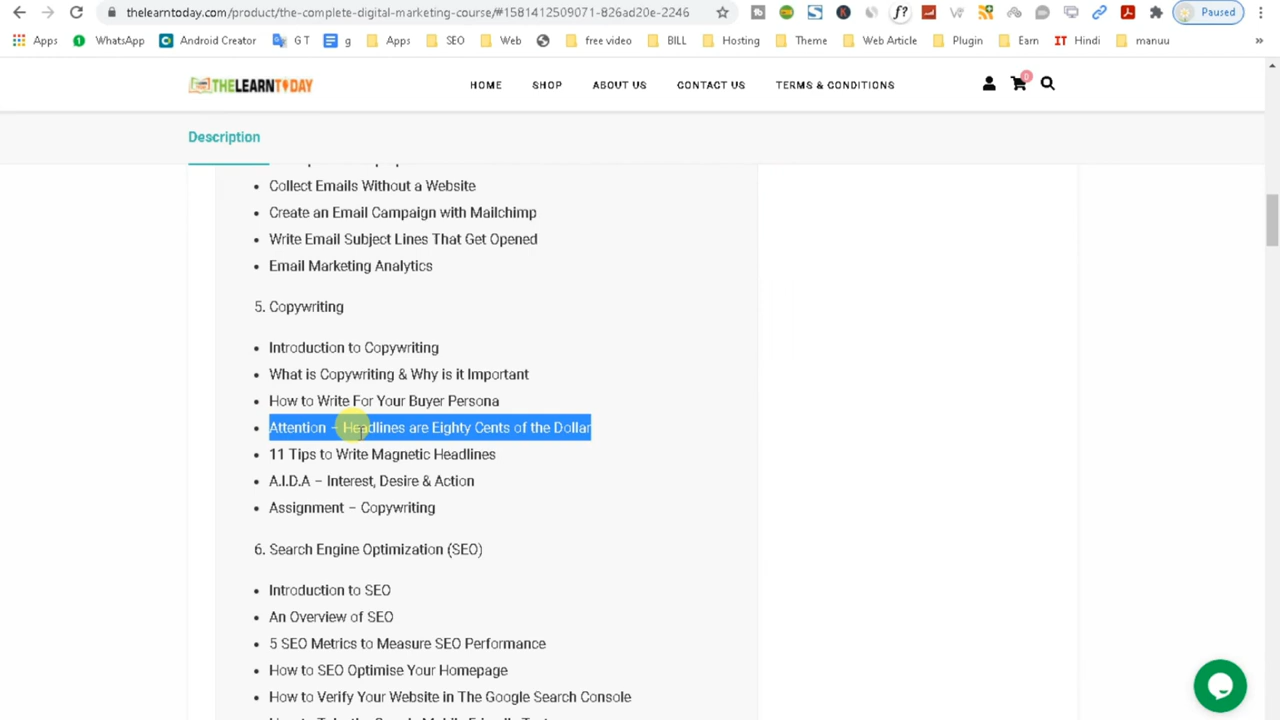 thelearntoday.com/product/the-complete-digital-marketing-course/#1581412509071-826ad20e-2246
Paused
Apps WhatsApp Android Creator G T g Apps SEO Web free video BILL Hosting Theme Web Article Plugin Earn IT Hindi manuu »
THELEARNTODAY HOME SHOP ABOUT US CONTACT US TERMS & CONDITIONS 0
Description
• Collect Emails Without a Website
• Create an Email Campaign with Mailchimp
• Write Email Subject Lines That Get Opened
• Email Marketing Analytics
5. Copywriting
• Introduction to Copywriting
• What is Copywriting & Why is it Important
• How to Write For Your Buyer Persona
• Attention – Headlines are Eighty Cents of the Dollar
• 11 Tips to Write Magnetic Headlines
• A.I.D.A – Interest, Desire & Action
• Assignment – Copywriting
6. Search Engine Optimization (SEO)
• Introduction to SEO
• An Overview of SEO
• 5 SEO Metrics to Measure SEO Performance
• How to SEO Optimise Your Homepage
• How to Verify Your Website in The Google Search Console